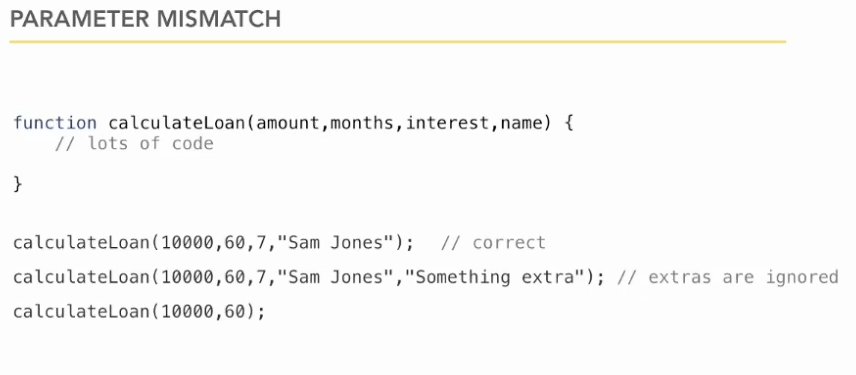 PARAMETER MISMATCH
function calculateLoan(amount,months,interest,name) {
    // lots of code
}
calculateLoan(10000,60,7,"Sam Jones");   // correct
calculateLoan(10000,60,7,"Sam Jones","Something extra"); // extras are ignored
calculateLoan(10000,60);